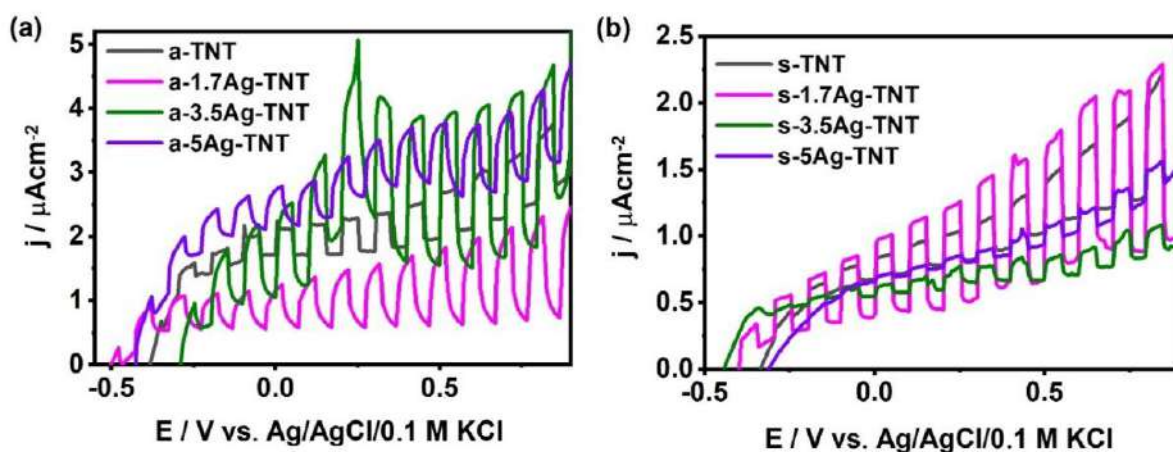 (a)
a-TNT
a-1.7Ag-TNT
a-3.5Ag-TNT
a-5Ag-TNT
5
4
3
2
1
0
j / µAcm⁻²
-0.5
0.0
0.5
E / V vs. Ag/AgCl/0.1 M KCl
(b)
s-TNT
s-1.7Ag-TNT
s-3.5Ag-TNT
s-5Ag-TNT
2.5
2.0
1.5
1.0
0.5
0.0
j / µAcm⁻²
-0.5
0.0
0.5
E / V vs. Ag/AgCl/0.1 M KCl